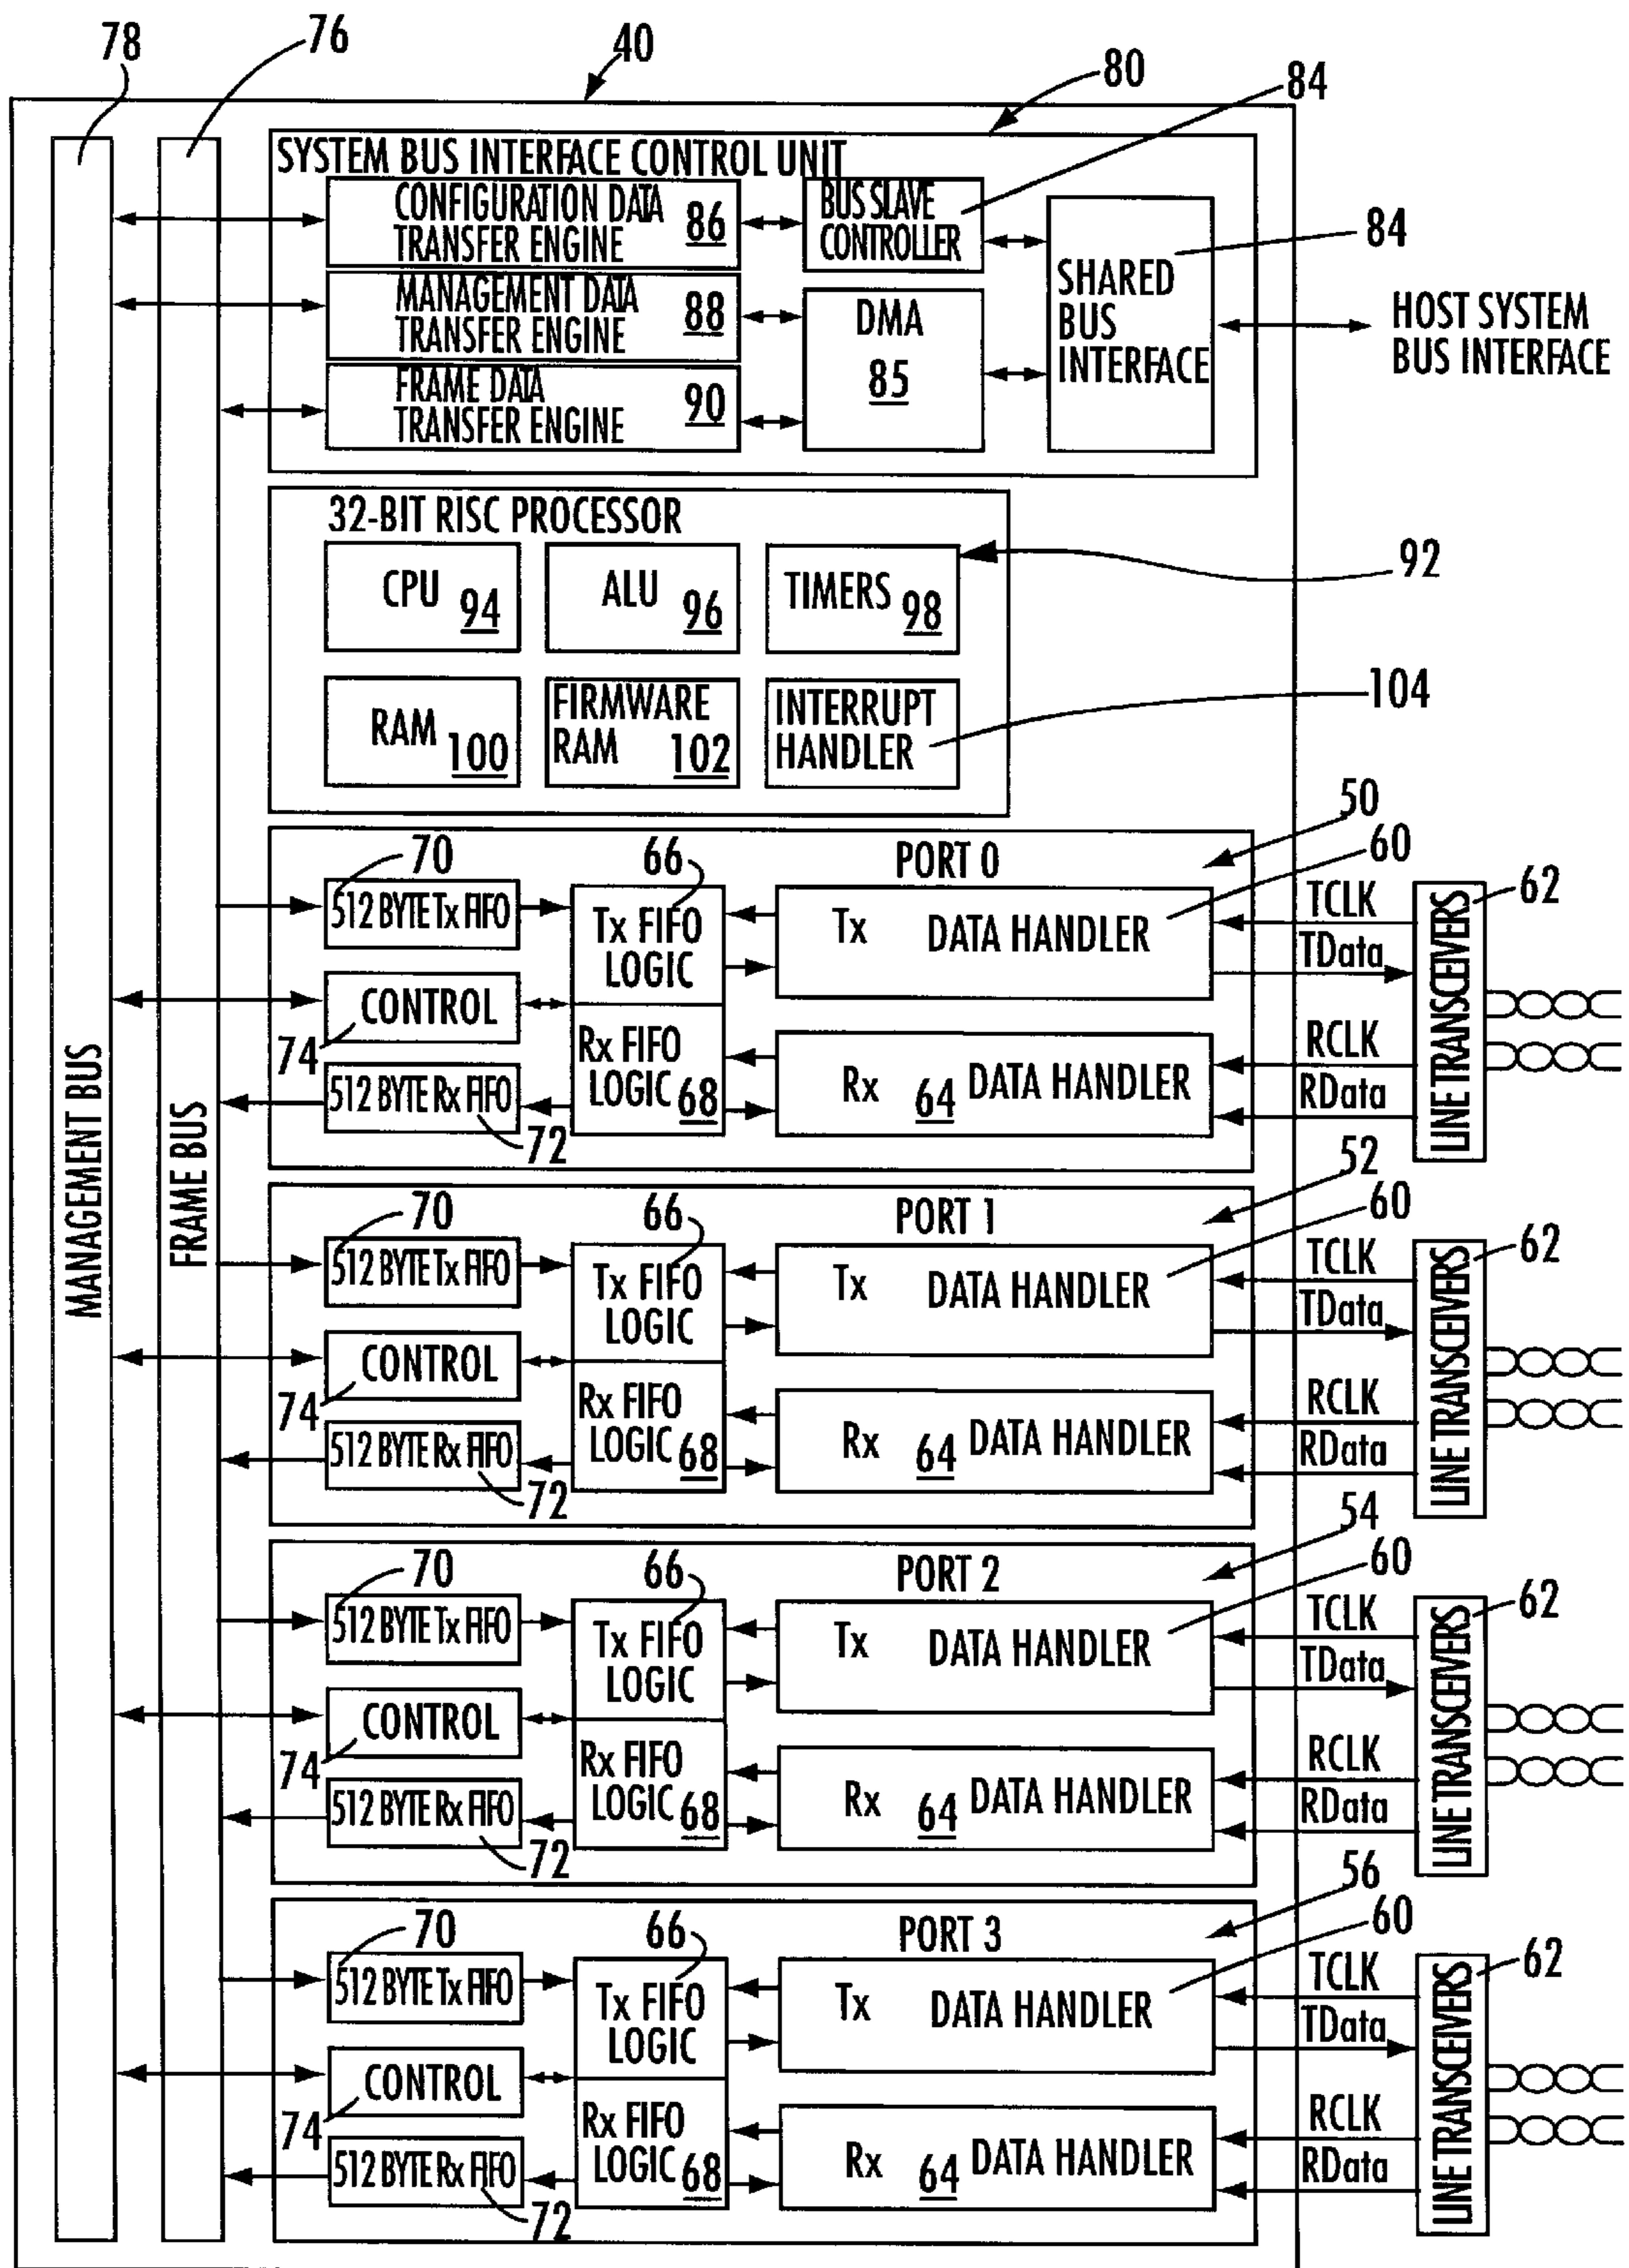 78
76
40
80
84
SYSTEM BUS INTERFACE CONTROL UNIT
CONFIGURATION DATA
TRANSFER ENGINE
86
BUS SLAVE
CONTROLLER
84
MANAGEMENT DATA
TRANSFER ENGINE
88
DMA
85
SHARED
BUS
INTERFACE
HOST SYSTEM
BUS INTERFACE
FRAME DATA
TRANSFER ENGINE
90
32-BIT RISC PROCESSOR
CPU 94
ALU 96
TIMERS 98
92
RAM 100
FIRMWARE
RAM 102
INTERRUPT
HANDLER
104
MANAGEMENT BUS
FRAME BUS
PORT 0
50
70
66
60
62
512 BYTE Tx FIFO
Tx FIFO
LOGIC
Tx DATA HANDLER
TCLK
TData
LINE TRANSCEIVERS
CONTROL
74
Rx FIFO
LOGIC 68
Rx 64 DATA HANDLER
RCLK
RData
512 BYTE Rx FIFO
72
PORT 1
52
70
66
60
62
512 BYTE Tx FIFO
Tx FIFO
LOGIC
Tx DATA HANDLER
TCLK
TData
LINE TRANSCEIVERS
CONTROL
74
Rx FIFO
LOGIC 68
Rx 64 DATA HANDLER
RCLK
RData
512 BYTE Rx FIFO
72
PORT 2
54
70
66
60
62
512 BYTE Tx FIFO
Tx FIFO
LOGIC
Tx DATA HANDLER
TCLK
TData
LINE TRANSCEIVERS
CONTROL
74
Rx FIFO
LOGIC 68
Rx 64 DATA HANDLER
RCLK
RData
512 BYTE Rx FIFO
72
PORT 3
56
70
66
60
62
512 BYTE Tx FIFO
Tx FIFO
LOGIC
Tx DATA HANDLER
TCLK
TData
LINE TRANSCEIVERS
CONTROL
74
Rx FIFO
LOGIC 68
Rx 64 DATA HANDLER
RCLK
RData
512 BYTE Rx FIFO
72